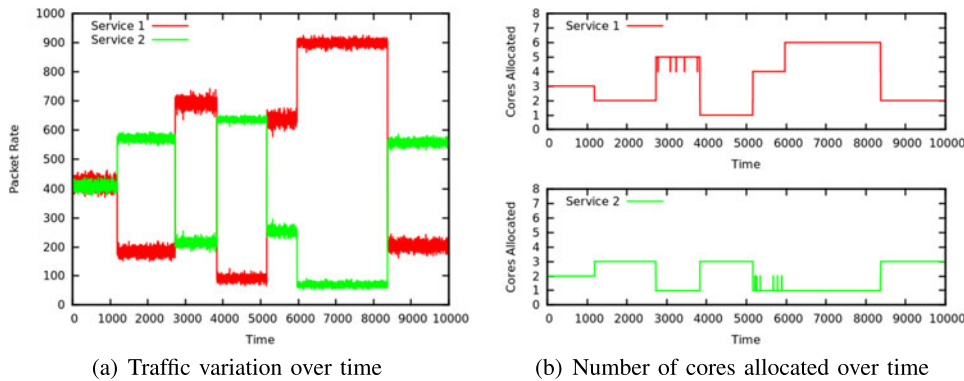 Service 1
Service 2
1000
900
800
700
600
500
400
300
200
100
0
Packet Rate
0 1000 2000 3000 4000 5000 6000 7000 8000 9000 10000
Time
(a) Traffic variation over time
Service 1
8
7
6
5
4
3
2
1
0
Cores Allocated
0 1000 2000 3000 4000 5000 6000 7000 8000 9000 10000
Time
Service 2
8
7
6
5
4
3
2
1
0
Cores Allocated
0 1000 2000 3000 4000 5000 6000 7000 8000 9000 10000
Time
(b) Number of cores allocated over time